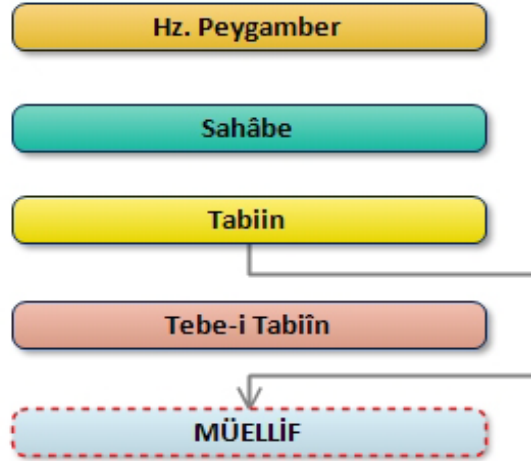 Hz. Peygamber
Sahâbe
Tabiin
Tebe-i Tabiîn
MÜELLİF